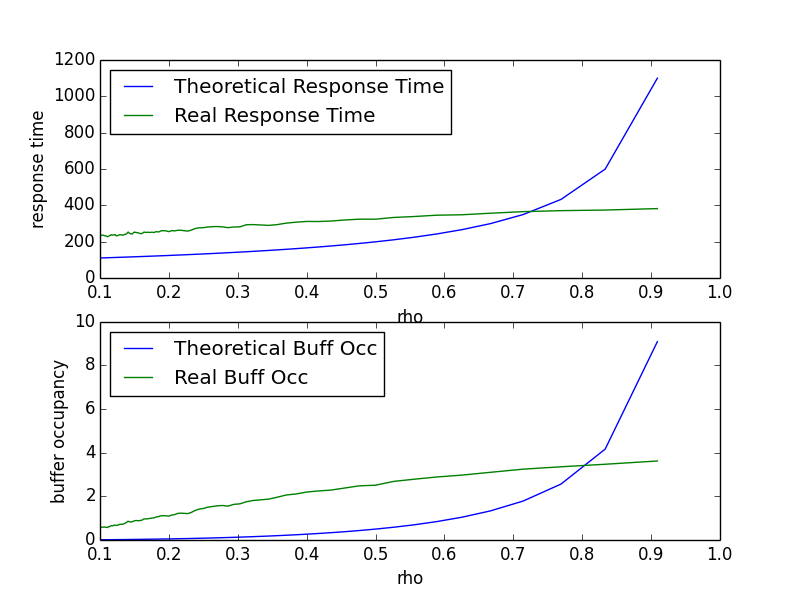 1200
1000
800
600
400
200
0
response time
Theoretical Response Time
Real Response Time
0.1 0.2 0.3 0.4 0.5 0.6 0.7 0.8 0.9 1.0
rho
10
8
6
4
2
0
buffer occupancy
Theoretical Buff Occ
Real Buff Occ
0.1 0.2 0.3 0.4 0.5 0.6 0.7 0.8 0.9 1.0
rho